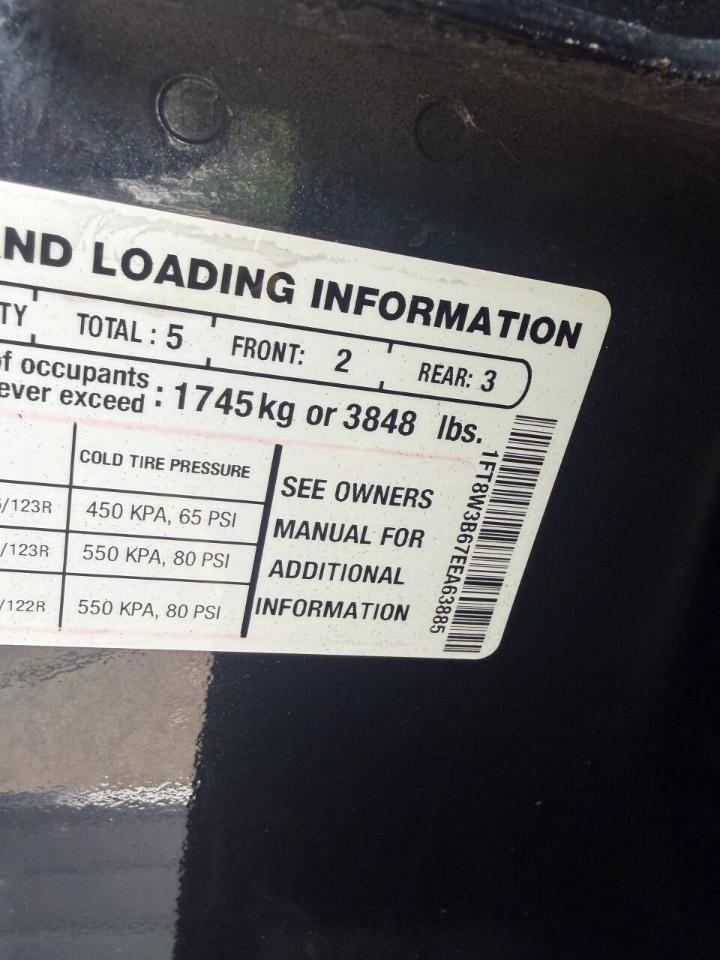 ND LOADING INFORMATION
TY TOTAL : 5 FRONT: 2 REAR: 3
of occupants
ever exceed : 1745 kg or 3848 lbs.
COLD TIRE PRESSURE
/123R 450 KPA, 65 PSI
/123R 550 KPA, 80 PSI
/122R 550 KPA, 80 PSI
SEE OWNERS
MANUAL FOR
ADDITIONAL
INFORMATION
1FT8W3B67EEA63885